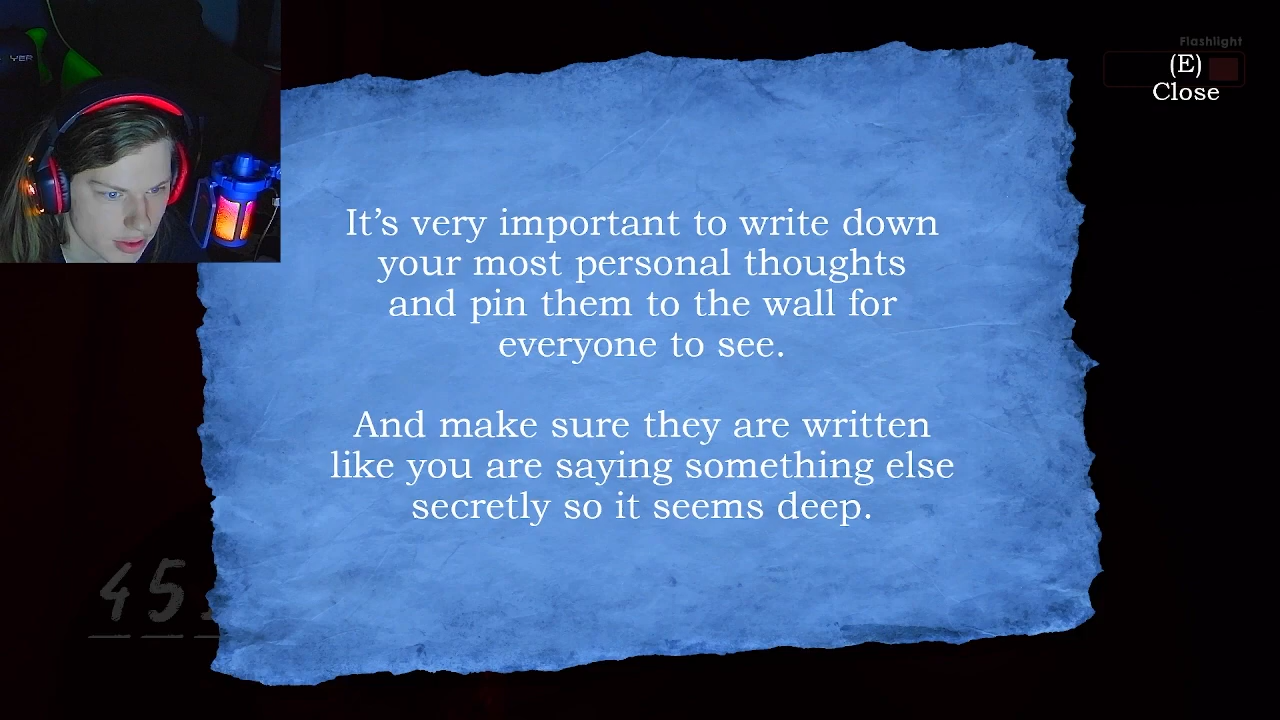 YER
Flashlight
(E)
Close
It’s very important to write down
your most personal thoughts
and pin them to the wall for
everyone to see.
And make sure they are written
like you are saying something else
secretly so it seems deep.
45